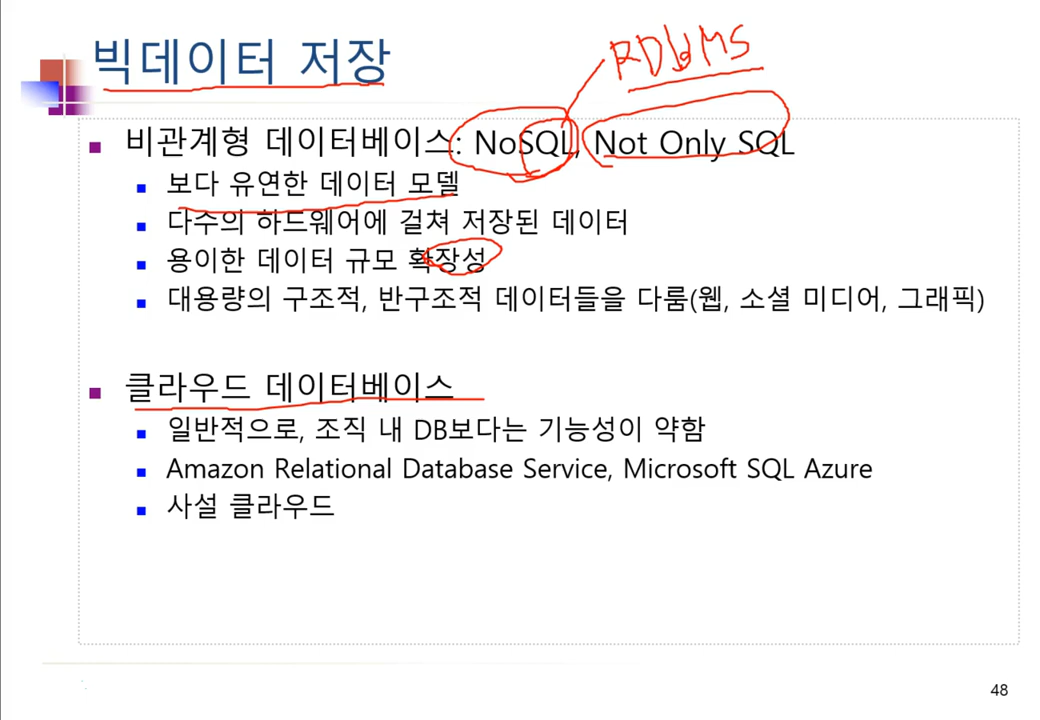 빅데이터 저장
RDBMS
비관계형 데이터베이스: NoSQL, Not Only SQL
보다 유연한 데이터 모델
다수의 하드웨어에 걸쳐 저장된 데이터
용이한 데이터 규모 확장성
대용량의 구조적, 반구조적 데이터들을 다룸(웹, 소셜 미디어, 그래픽)
클라우드 데이터베이스
일반적으로, 조직 내 DB보다는 기능성이 약함
Amazon Relational Database Service, Microsoft SQL Azure
사설 클라우드
48